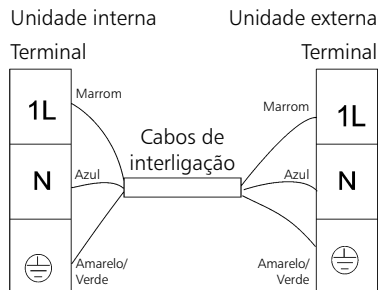 Unidade interna
Unidade externa
Terminal
Terminal
1L
Marrom
Marrom
1L
Cabos de
interligação
N
Azul
Azul
N
Amarelo/
Verde
Amarelo/
Verde